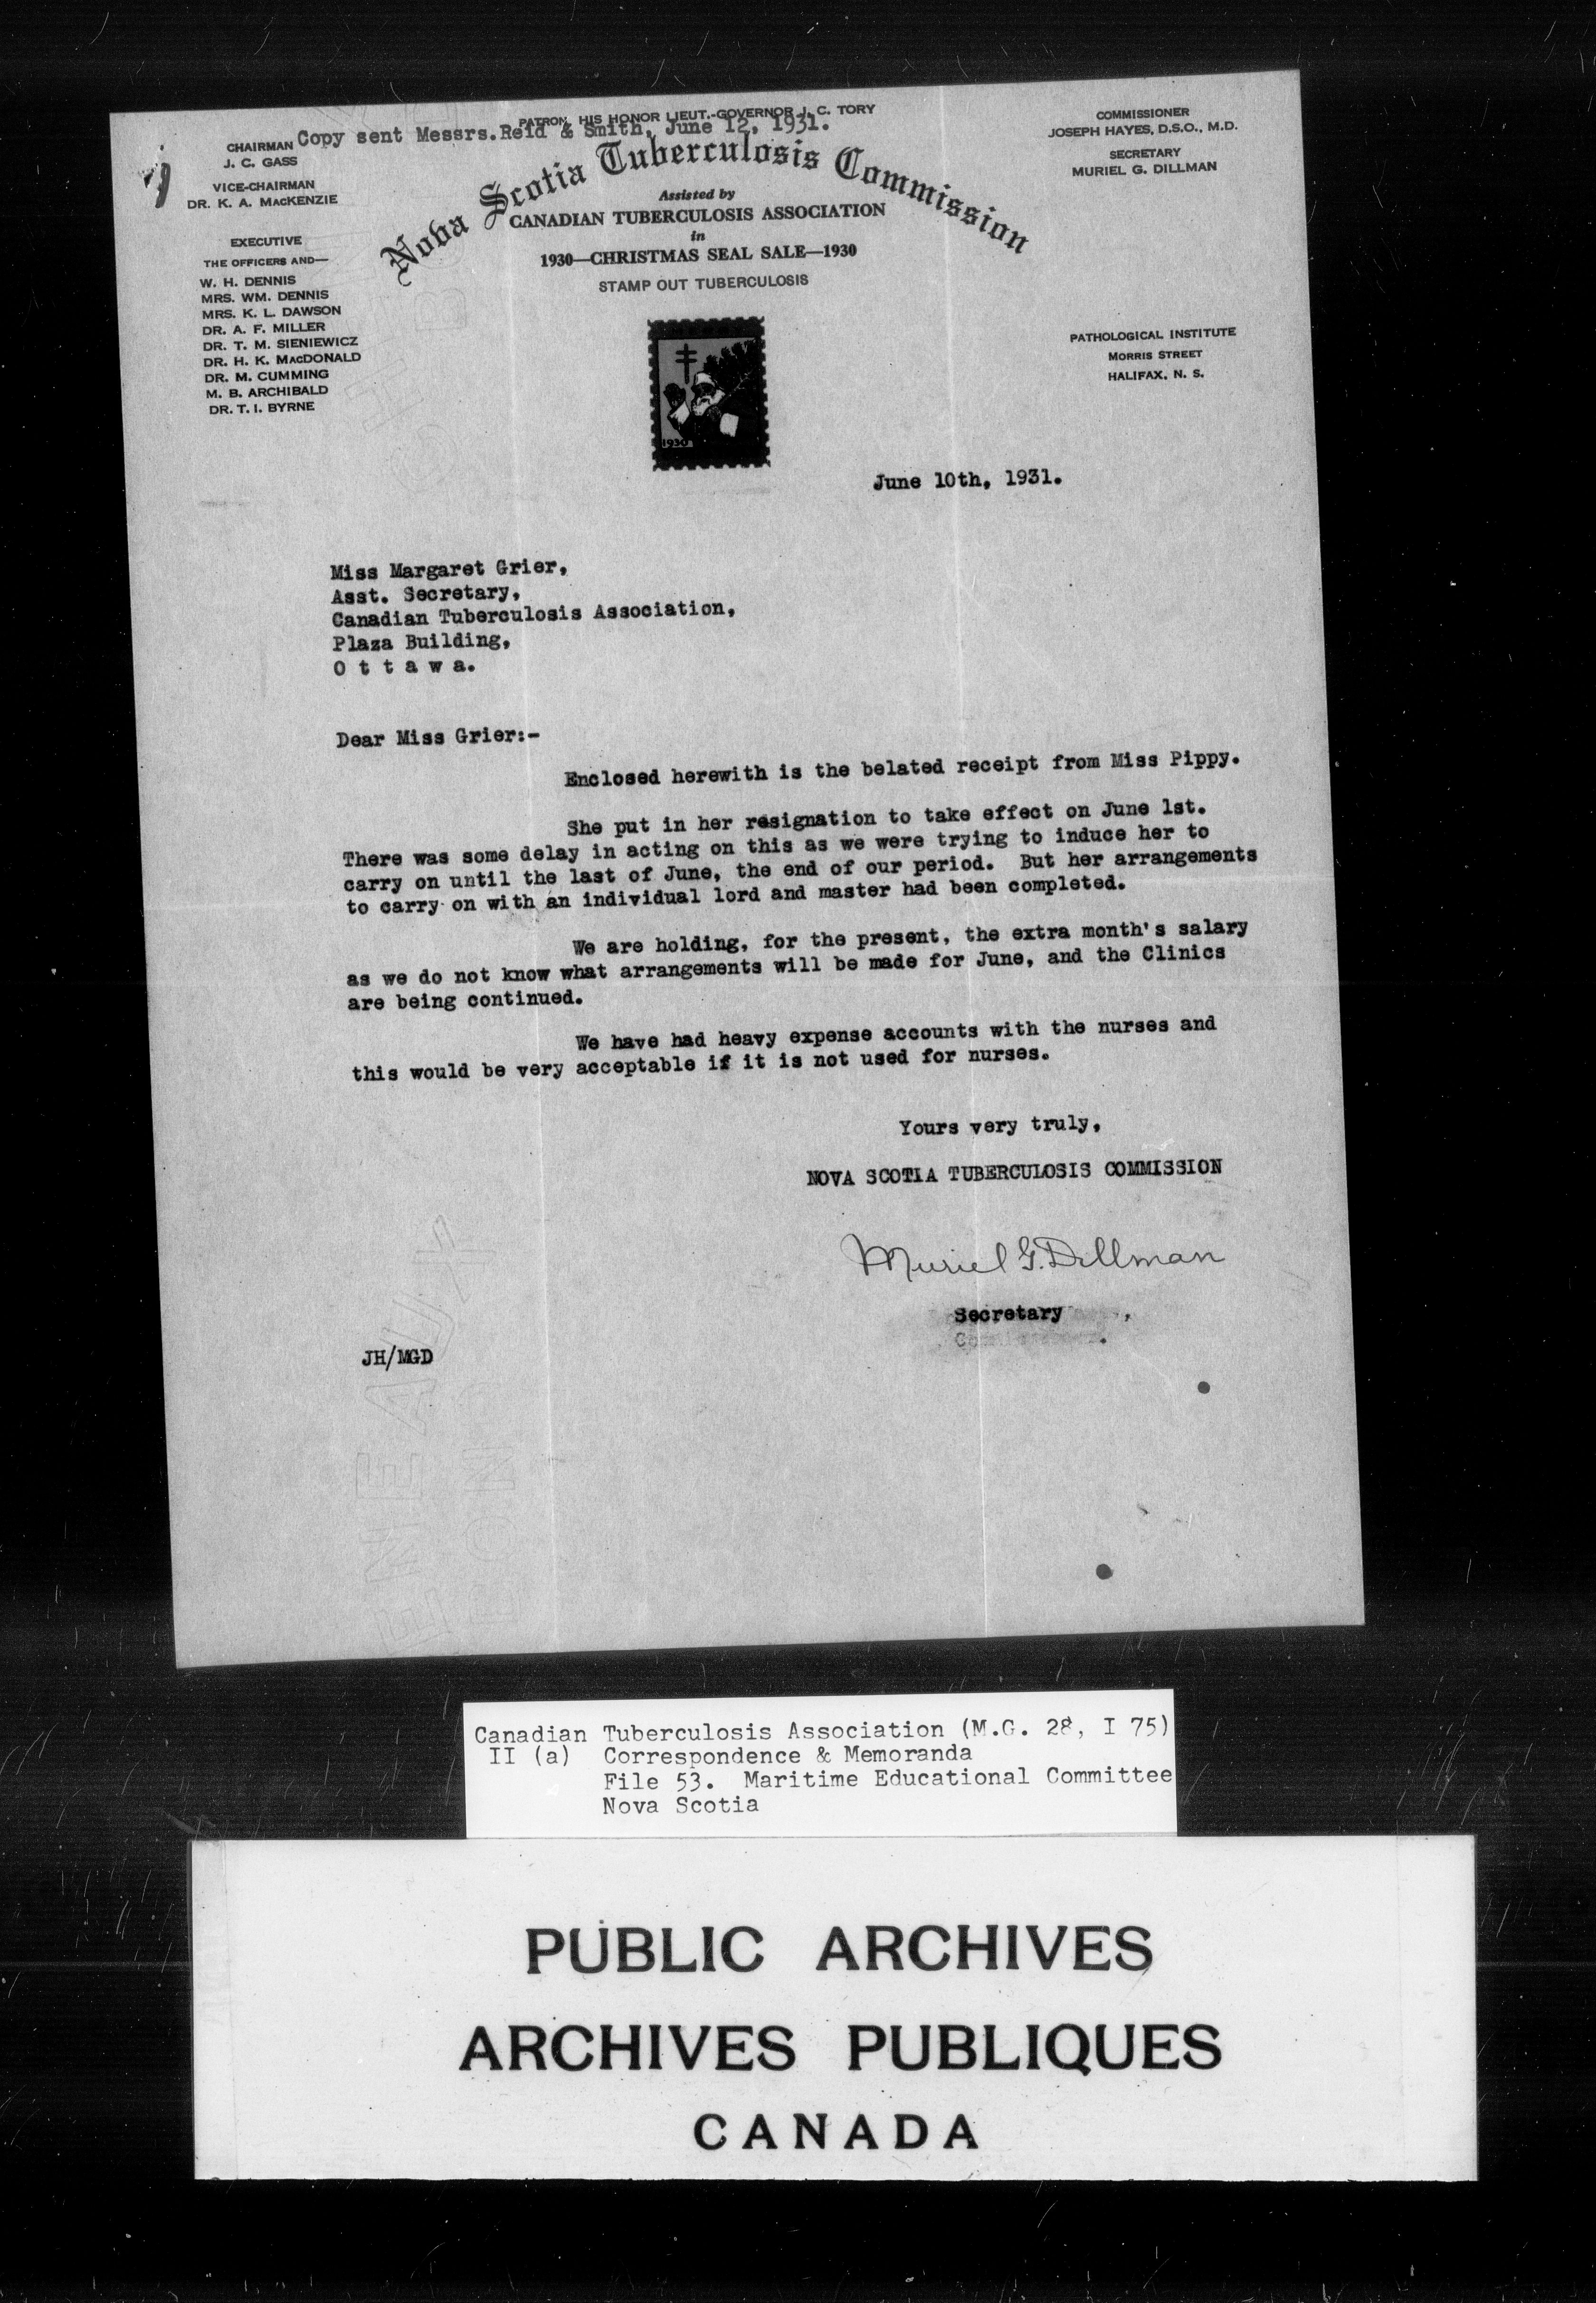 PATRON, HIS HONOR LIEUT.-GOVERNOR J. C. TORY
Copy sent Messrs. Reid & Smith, June 12, 1931.
CHAIRMAN
J. C. GASS
VICE-CHAIRMAN
DR. K. A. MACKENZIE
EXECUTIVE
THE OFFICERS AND—
W. H. DENNIS
MRS. WM. DENNIS
MRS. K. L. DAWSON
DR. A. F. MILLER
DR. T. M. SIENIEWICZ
DR. H. K. MACDONALD
DR. M. CUMMING
M. B. ARCHIBALD
DR. T. I. BYRNE
Nova Scotia Tuberculosis Commission
Assisted by
CANADIAN TUBERCULOSIS ASSOCIATION
in
1930—CHRISTMAS SEAL SALE—1930
STAMP OUT TUBERCULOSIS
1930
COMMISSIONER
JOSEPH HAYES, D.S.O., M.D.
SECRETARY
MURIEL G. DILLMAN
PATHOLOGICAL INSTITUTE
MORRIS STREET
HALIFAX, N. S.
June 10th, 1931.
Miss Margaret Grier,
Asst. Secretary,
Canadian Tuberculosis Association,
Plaza Building,
O t t a w a.
Dear Miss Grier:-
Enclosed herewith is the belated receipt from Miss Pippy.
She put in her resignation to take effect on June 1st.
There was some delay in acting on this as we were trying to induce her to
carry on until the last of June, the end of our period. But her arrangements
to carry on with an individual lord and master had been completed.
We are holding, for the present, the extra month's salary
as we do not know what arrangements will be made for June, and the Clinics
are being continued.
We have had heavy expense accounts with the nurses and
this would be very acceptable if it is not used for nurses.
Yours very truly,
NOVA SCOTIA TUBERCULOSIS COMMISSION
Muriel G. Dillman
Secretary
JH/MGD
Canadian Tuberculosis Association (M.G. 28, I 75)
II (a) Correspondence & Memoranda
File 53. Maritime Educational Committee
Nova Scotia
PUBLIC ARCHIVES
ARCHIVES PUBLIQUES
CANADA